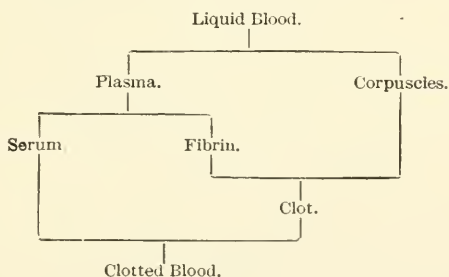 Liquid Blood.
Plasma. Corpuscles.
Serum Fibrin.
Clot.
Clotted Blood.